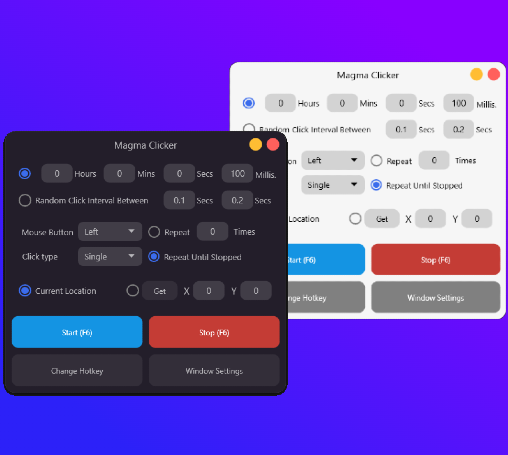 Magma Clicker
0 Hours 0 Mins 0 Secs 100 Millis.
Random Click Interval Between 0.1 Secs 0.2 Secs
on Left Repeat 0 Times
Single Repeat Until Stopped
Location Get X 0 Y 0
Start (F6) Stop (F6)
nge Hotkey Window Settings
Magma Clicker
0 Hours 0 Mins 0 Secs 100 Millis.
Random Click Interval Between 0.1 Secs 0.2 Secs
Mouse Button Left Repeat 0 Times
Click type Single Repeat Until Stopped
Current Location Get X 0 Y 0
Start (F6) Stop (F6)
Change Hotkey Window Settings